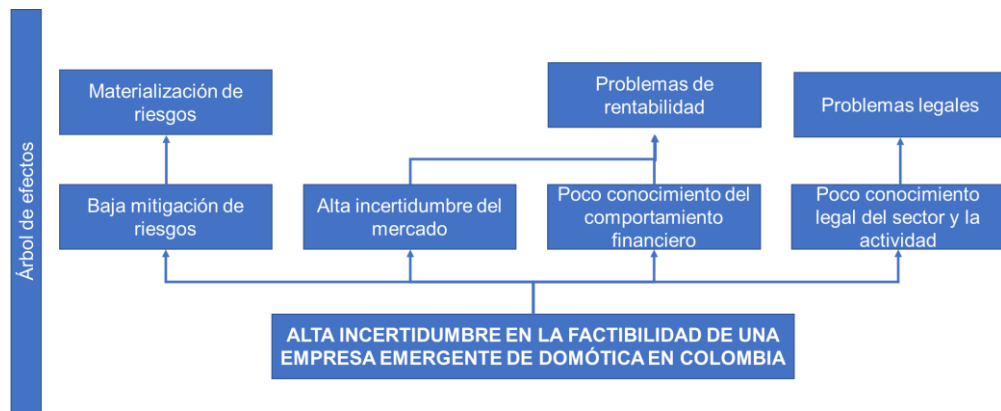 Árbol de efectos
Materialización de
riesgos
Problemas de
rentabilidad
Problemas legales
Baja mitigación de
riesgos
Alta incertidumbre del
mercado
Poco conocimiento del
comportamiento
financiero
Poco conocimiento
legal del sector y la
actividad
ALTA INCERTIDUMBRE EN LA FACTIBILIDAD DE UNA
EMPRESA EMERGENTE DE DOMÓTICA EN COLOMBIA